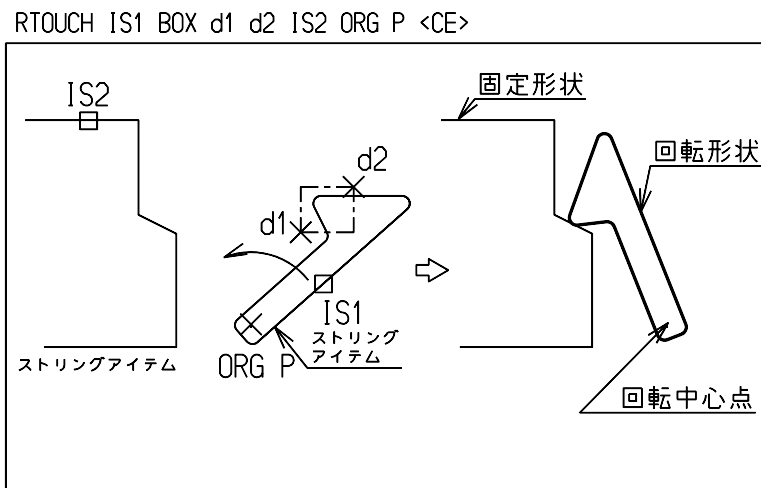 RTOUCH IS1 BOX d1 d2 IS2 ORG P <CE>
IS2
固定形状
d2
回転形状
d1
IS1
ストリング
アイテム
ストリングアイテム
ORG P
回転中心点